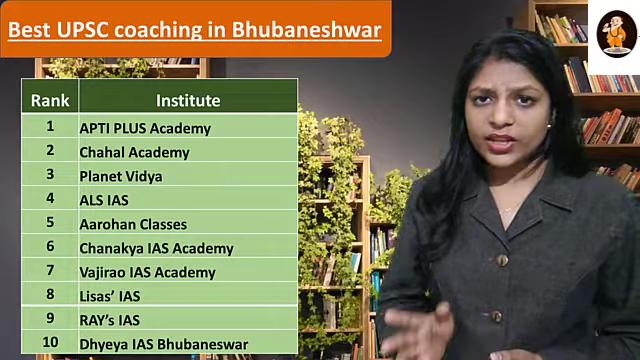 Best UPSC coaching in Bhubaneshwar
Rank Institute
1 APTI PLUS Academy
2 Chahal Academy
3 Planet Vidya
4 ALS IAS
5 Aarohan Classes
6 Chanakya IAS Academy
7 Vajirao IAS Academy
8 Lisas' IAS
9 RAY's IAS
10 Dhyeya IAS Bhubaneswar